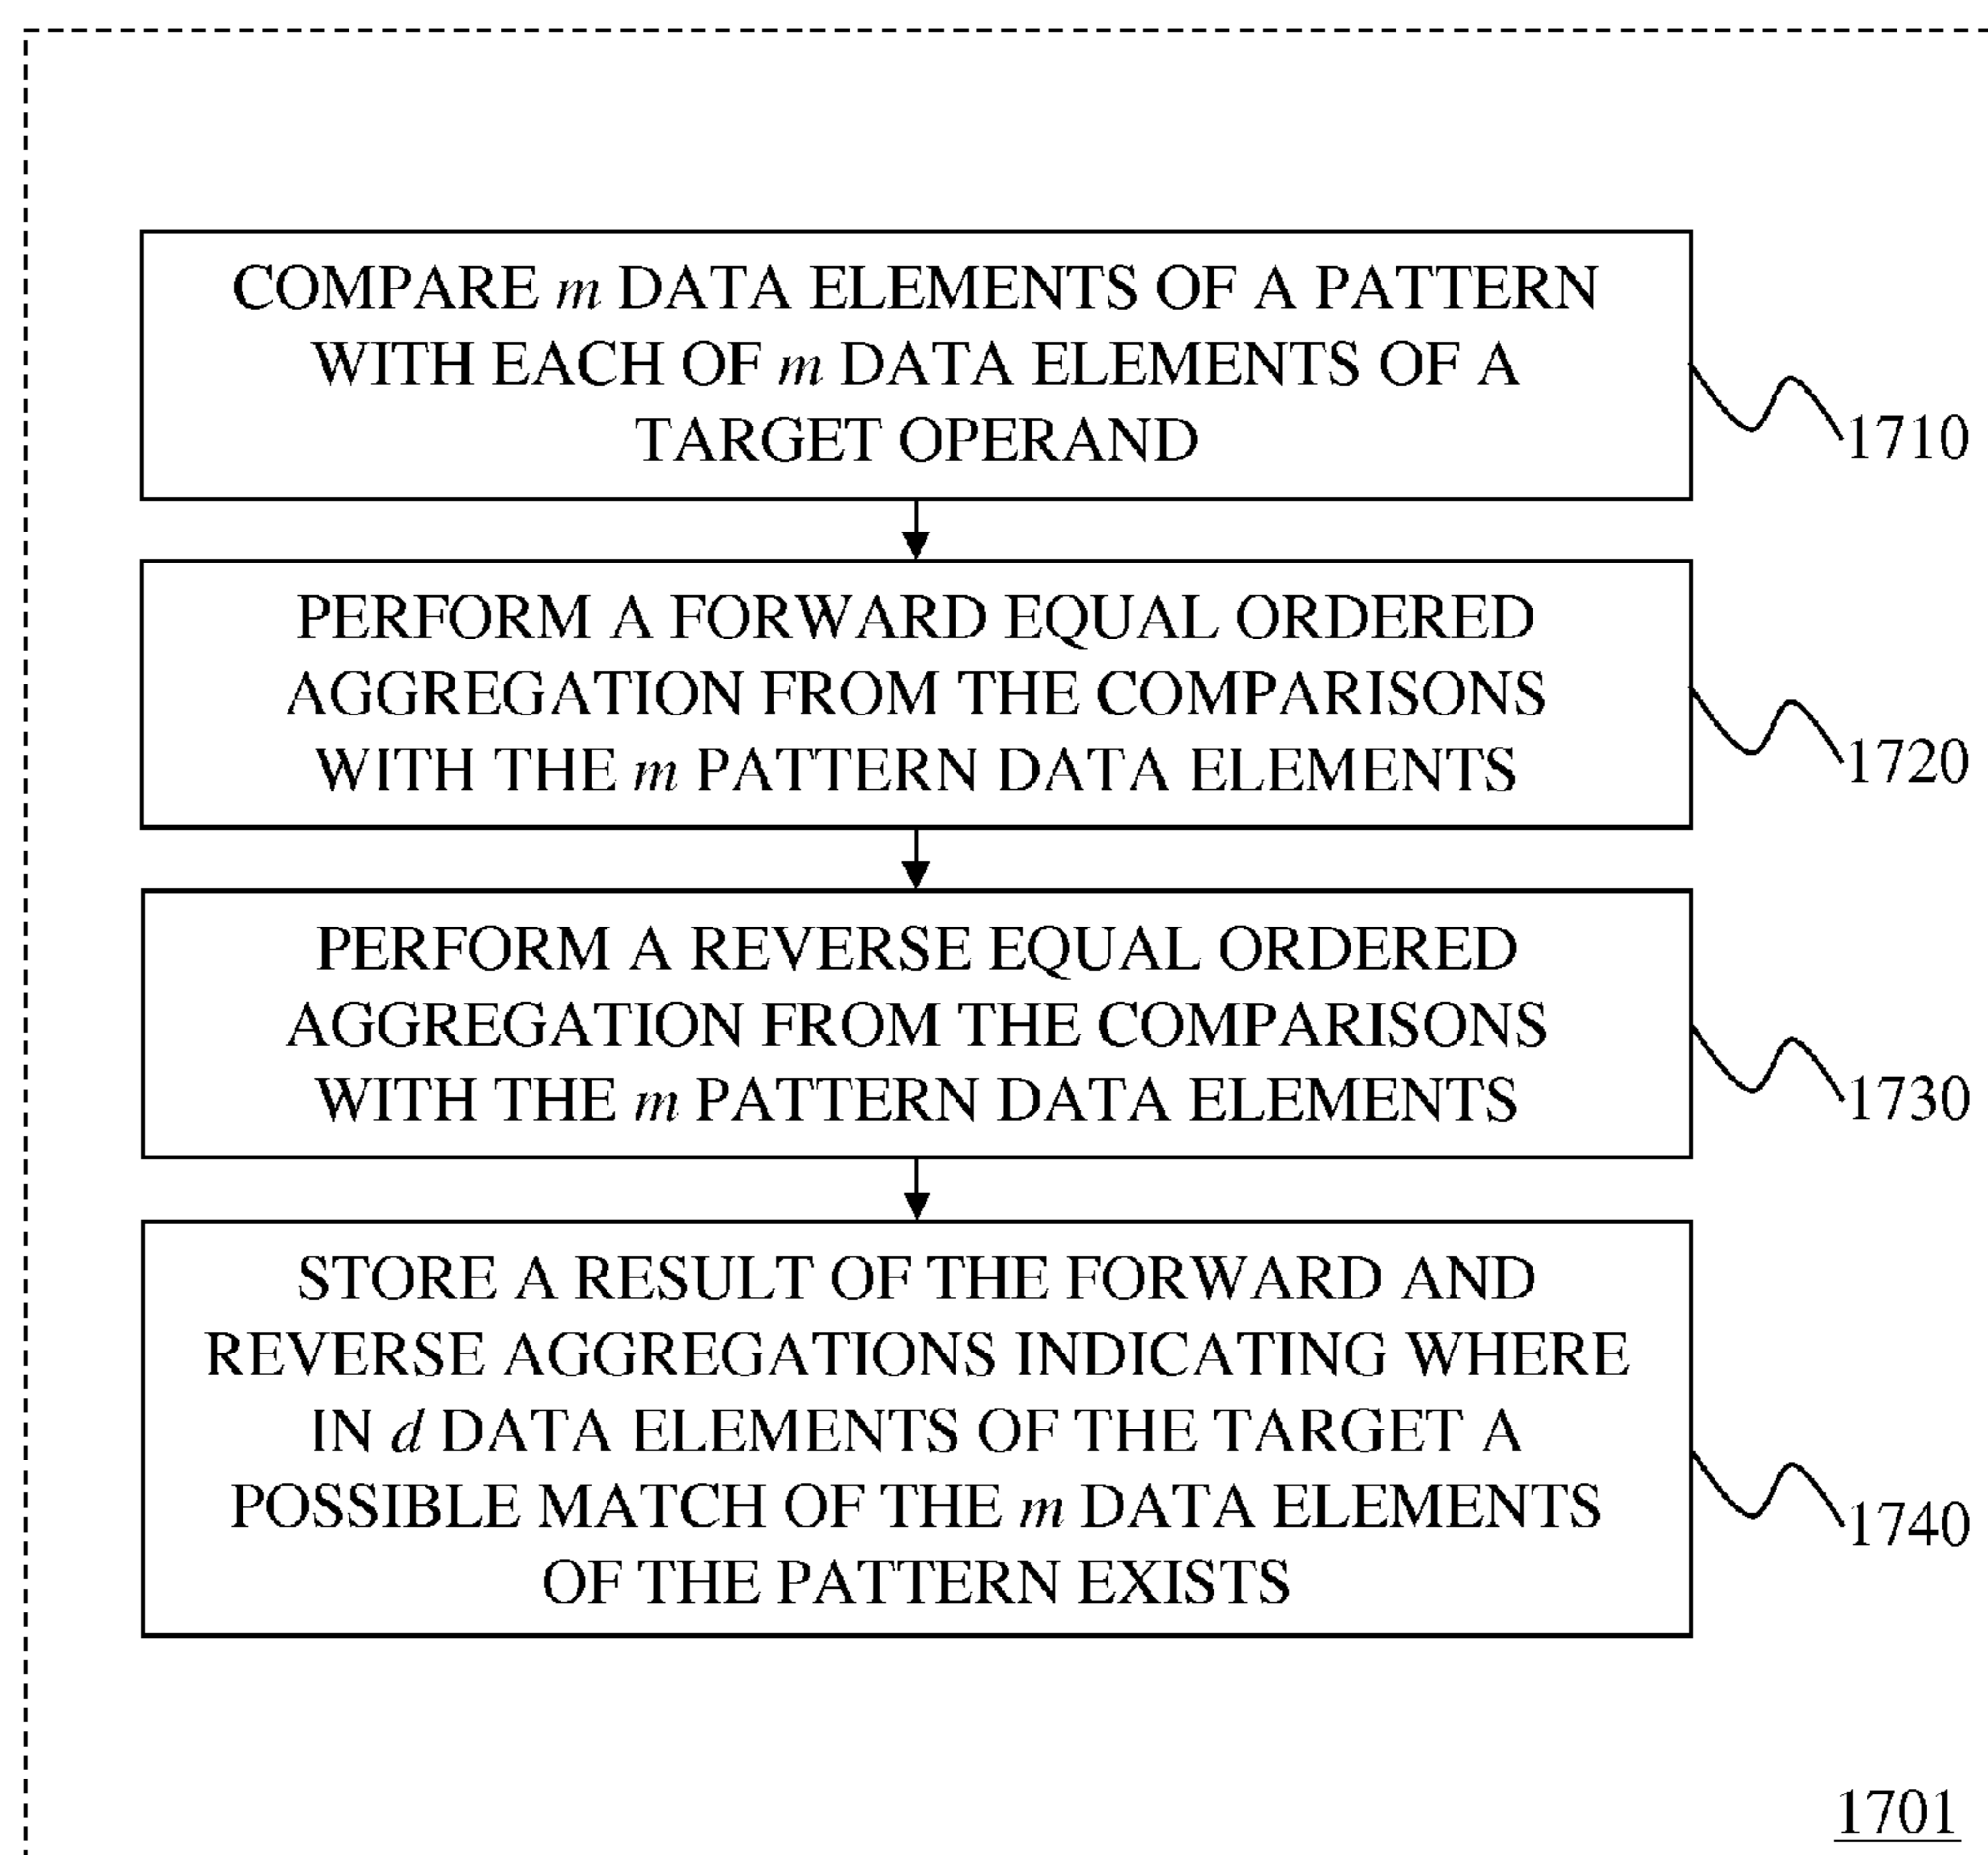 COMPARE m DATA ELEMENTS OF A PATTERN
WITH EACH OF m DATA ELEMENTS OF A
TARGET OPERAND
1710
PERFORM A FORWARD EQUAL ORDERED
AGGREGATION FROM THE COMPARISONS
WITH THE m PATTERN DATA ELEMENTS
1720
PERFORM A REVERSE EQUAL ORDERED
AGGREGATION FROM THE COMPARISONS
WITH THE m PATTERN DATA ELEMENTS
1730
STORE A RESULT OF THE FORWARD AND
REVERSE AGGREGATIONS INDICATING WHERE
IN d DATA ELEMENTS OF THE TARGET A
POSSIBLE MATCH OF THE m DATA ELEMENTS
OF THE PATTERN EXISTS
1740
1701